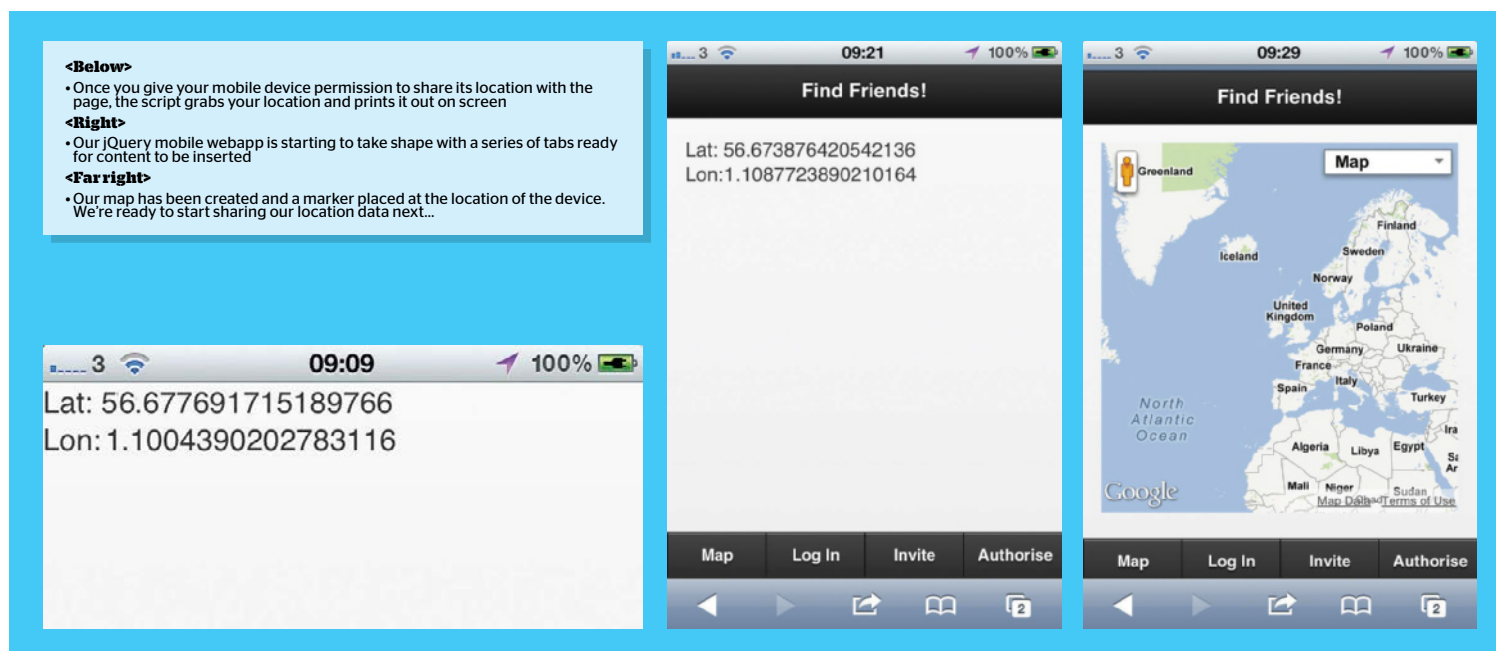 <Below>
• Once you give your mobile device permission to share its location with the
page, the script grabs your location and prints it out on screen
<Right>
• Our jQuery mobile webapp is starting to take shape with a series of tabs ready
for content to be inserted
<Far right>
• Our map has been created and a marker placed at the location of the device.
We're ready to start sharing our location data next...
3 09:09 100%
Lat: 56.677691715189766
Lon: 1.1004390202783116
3 09:21 100%
Find Friends!
Lat: 56.673876420542136
Lon:1.1087723890210164
Map Log In Invite Authorise
2
3 09:29 100%
Find Friends!
Map
Greenland
Finland
Iceland
Sweden
Norway
United
Kingdom
Poland
Germany
Ukraine
France
Spain
Italy
Turkey
North
Atlantic
Ocean
Ira
Algeria
Libya
Egypt
Sa
Ar
Mali
Niger
Sudan
Google
Map Data
Terms of Use
Map Log In Invite Authorise
2